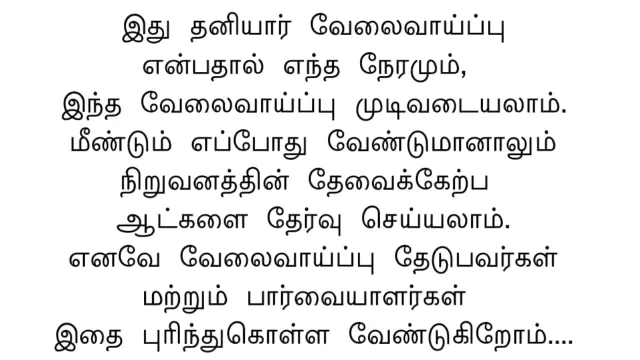 இது தனியார் வேலைவாய்ப்பு
என்பதால் எந்த நேரமும்,
இந்த வேலைவாய்ப்பு முடிவடையலாம்.
மீண்டும் எப்போது வேண்டுமானாலும்
நிறுவனத்தின் தேவைக்கேற்ப
ஆட்களை தேர்வு செய்யலாம்.
எனவே வேலைவாய்ப்பு தேடுபவர்கள்
மற்றும் பார்வையாளர்கள்
இதை புரிந்துகொள்ள வேண்டுகிறோம்....